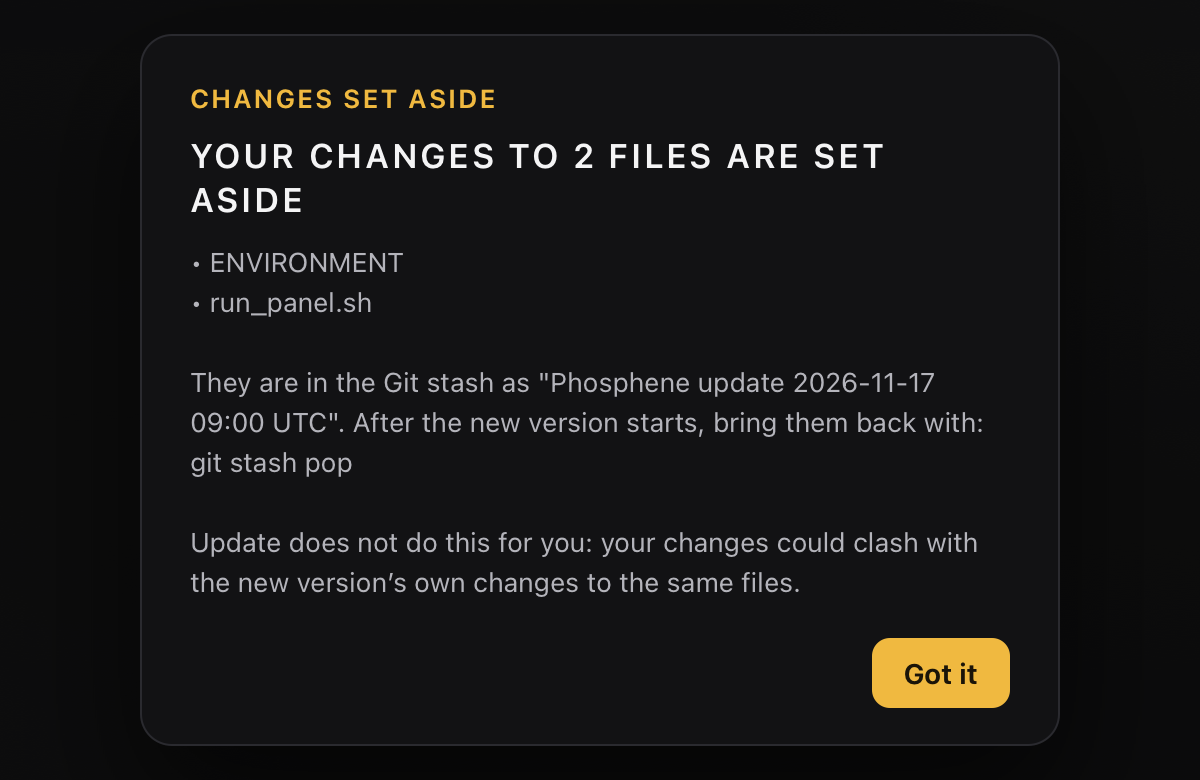 CHANGES SET ASIDE
YOUR CHANGES TO 2 FILES ARE SET
ASIDE
• ENVIRONMENT
• run_panel.sh
They are in the Git stash as "Phosphene update 2026-11-17
09:00 UTC". After the new version starts, bring them back with:
git stash pop
Update does not do this for you: your changes could clash with
the new version’s own changes to the same files.
Got it